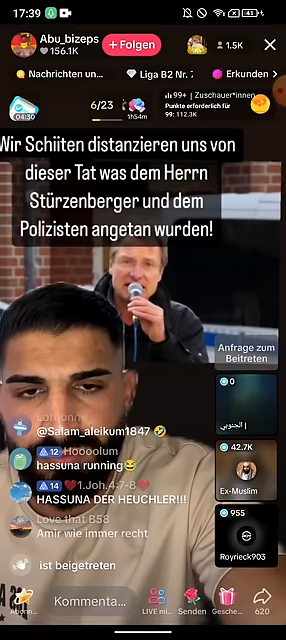 17:39
41
Abu_bizeps
156.1K
+ Folgen
1.5K
Nachrichten un...
Liga B2 Nr. 7
Erkunden
04:30
6/23
1h54m
99+ | Zuschauer*innen
Punkte erforderlich für
99: 112.3K
Wir Schiiten distanzieren uns von
dieser Tat was dem Herrn
Stürzenberger und dem
Polizisten angetan wurden!
Anfrage zum
Beitreten
0
الجنوبي |
42.7K
Ex-Muslim
955
Royrieck903
@Salam_aleikum1847 🤣
12 Hoooolum
hassuna running😂
14 ❤️1.Joh.4:7-8❤️
HASSUNA DER HEUCHLER!!!
Love that B58
Amir wie immer recht
👋 ist beigetreten
Kommenta...
Abonn...
LIVE mi...
Senden
Gesche...
620